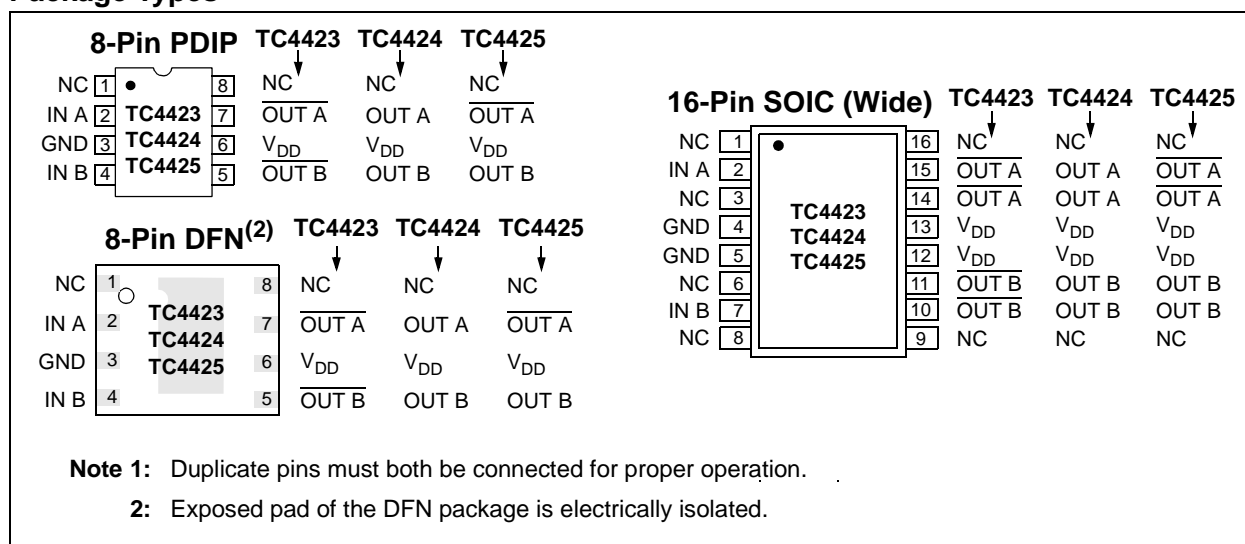 8-Pin PDIP TC4423 TC4424 TC4425
NC 1 8 NC NC NC
IN A 2 TC4423 7 OUT A OUT A OUT A
GND 3 TC4424 6 VDD VDD VDD
IN B 4 TC4425 5 OUT B OUT B OUT B
8-Pin DFN(2) TC4423 TC4424 TC4425
NC 1 8 NC NC NC
IN A 2 TC4423 7 OUT A OUT A OUT A
TC4424
GND 3 TC4425 6 VDD VDD VDD
IN B 4 5 OUT B OUT B OUT B
16-Pin SOIC (Wide) TC4423 TC4424 TC4425
NC 1 16 NC NC NC
IN A 2 15 OUT A OUT A OUT A
NC 3 14 OUT A OUT A OUT A
TC4423
GND 4 13 VDD VDD VDD
TC4424
GND 5 TC4425 12 VDD VDD VDD
NC 6 11 OUT B OUT B OUT B
IN B 7 10 OUT B OUT B OUT B
NC 8 9 NC NC NC
Note 1: Duplicate pins must both be connected for proper operation.
2: Exposed pad of the DFN package is electrically isolated.